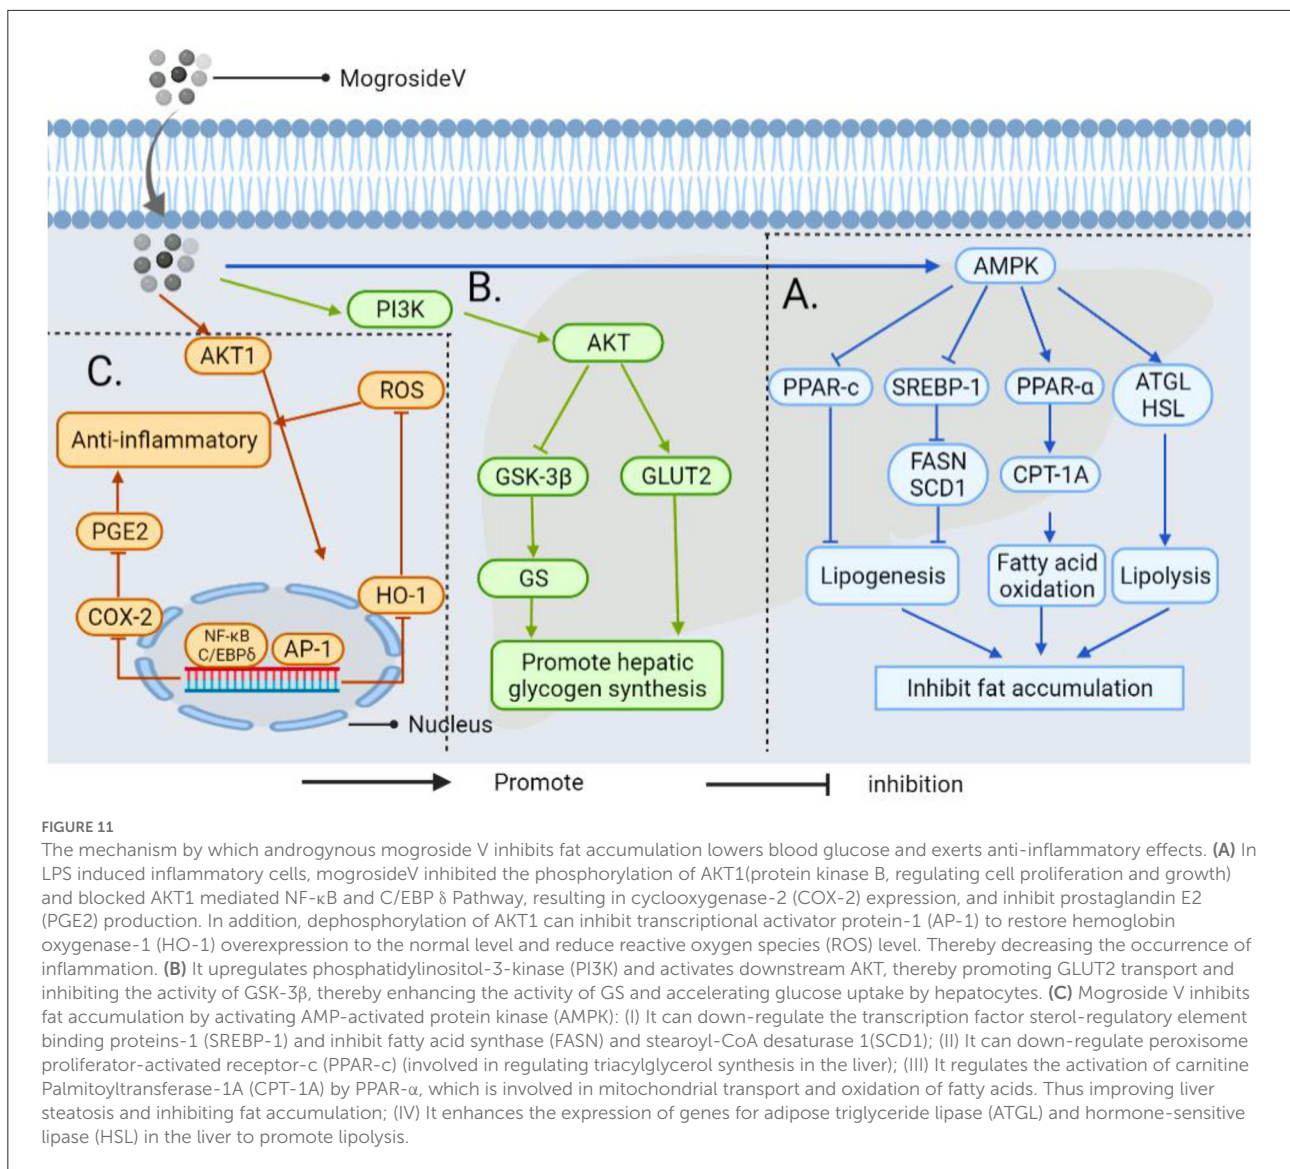 MogrosideV
AMPK
B.
A.
PI3K
AKT
AKT1
C.
ROS
PPAR-c
SREBP-1
PPAR-α
ATGL
HSL
Anti-inflammatory
GSK-3β
GLUT2
FASN
SCD1
CPT-1A
PGE2
GS
Lipogenesis
Fatty acid
oxidation
Lipolysis
HO-1
COX-2
NF-κB
C/EBPδ
AP-1
Promote hepatic
glycogen synthesis
Inhibit fat accumulation
Nucleus
Promote
inhibition
FIGURE 11
The mechanism by which androgynous mogroside V inhibits fat accumulation lowers blood glucose and exerts anti-inflammatory effects. (A) In
LPS induced inflammatory cells, mogrosideV inhibited the phosphorylation of AKT1(protein kinase B, regulating cell proliferation and growth)
and blocked AKT1 mediated NF-κB and C/EBP δ Pathway, resulting in cyclooxygenase-2 (COX-2) expression, and inhibit prostaglandin E2
(PGE2) production. In addition, dephosphorylation of AKT1 can inhibit transcriptional activator protein-1 (AP-1) to restore hemoglobin
oxygenase-1 (HO-1) overexpression to the normal level and reduce reactive oxygen species (ROS) level. Thereby decreasing the occurrence of
inflammation. (B) It upregulates phosphatidylinositol-3-kinase (PI3K) and activates downstream AKT, thereby promoting GLUT2 transport and
inhibiting the activity of GSK-3β, thereby enhancing the activity of GS and accelerating glucose uptake by hepatocytes. (C) Mogroside V inhibits
fat accumulation by activating AMP-activated protein kinase (AMPK): (I) It can down-regulate the transcription factor sterol-regulatory element
binding proteins-1 (SREBP-1) and inhibit fatty acid synthase (FASN) and stearoyl-CoA desaturase 1(SCD1); (II) It can down-regulate peroxisome
proliferator-activated receptor-c (PPAR-c) (involved in regulating triacylglycerol synthesis in the liver); (III) It regulates the activation of carnitine
Palmitoyltransferase-1A (CPT-1A) by PPAR-α, which is involved in mitochondrial transport and oxidation of fatty acids. Thus improving liver
steatosis and inhibiting fat accumulation; (IV) It enhances the expression of genes for adipose triglyceride lipase (ATGL) and hormone-sensitive
lipase (HSL) in the liver to promote lipolysis.